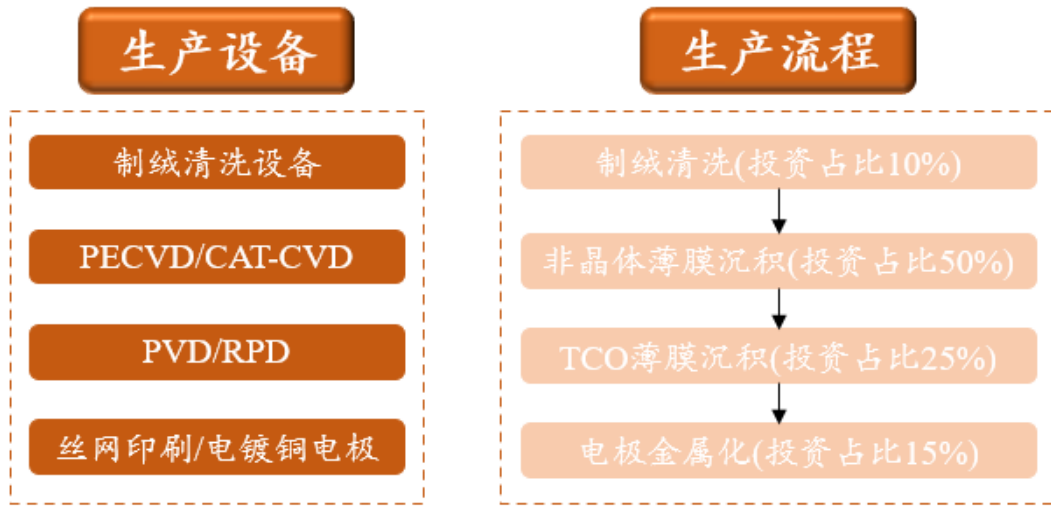 生产设备
制绒清洗设备
PECVD/CAT-CVD
PVD/RPD
丝网印刷/电镀铜电极
生产流程
制绒清洗(投资占比10%)
非晶体薄膜沉积(投资占比50%)
TCO薄膜沉积(投资占比25%)
电极金属化(投资占比15%)